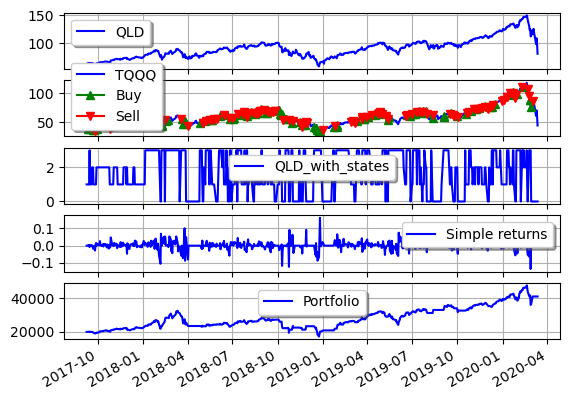 150
QLD
100
TQQQ
100
Buy
50
Sell
2
QLD_with_states
0
0.1
Simple returns
0.0
−0.1
40000
Portfolio
20000
2017-10 2018-01 2018-04 2018-07 2018-10 2019-01 2019-04 2019-07 2019-10 2020-01 2020-04